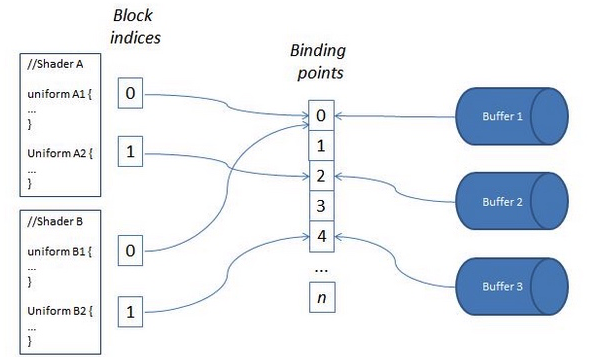 Block
indices
Binding
points
//Shader A
uniform A1 {
...
}
Uniform A2 {
...
}
0
1
//Shader B
uniform B1 {
...
}
Uniform B2 {
...
}
0
1
0
1
2
3
4
...
n
Buffer 1
Buffer 2
Buffer 3